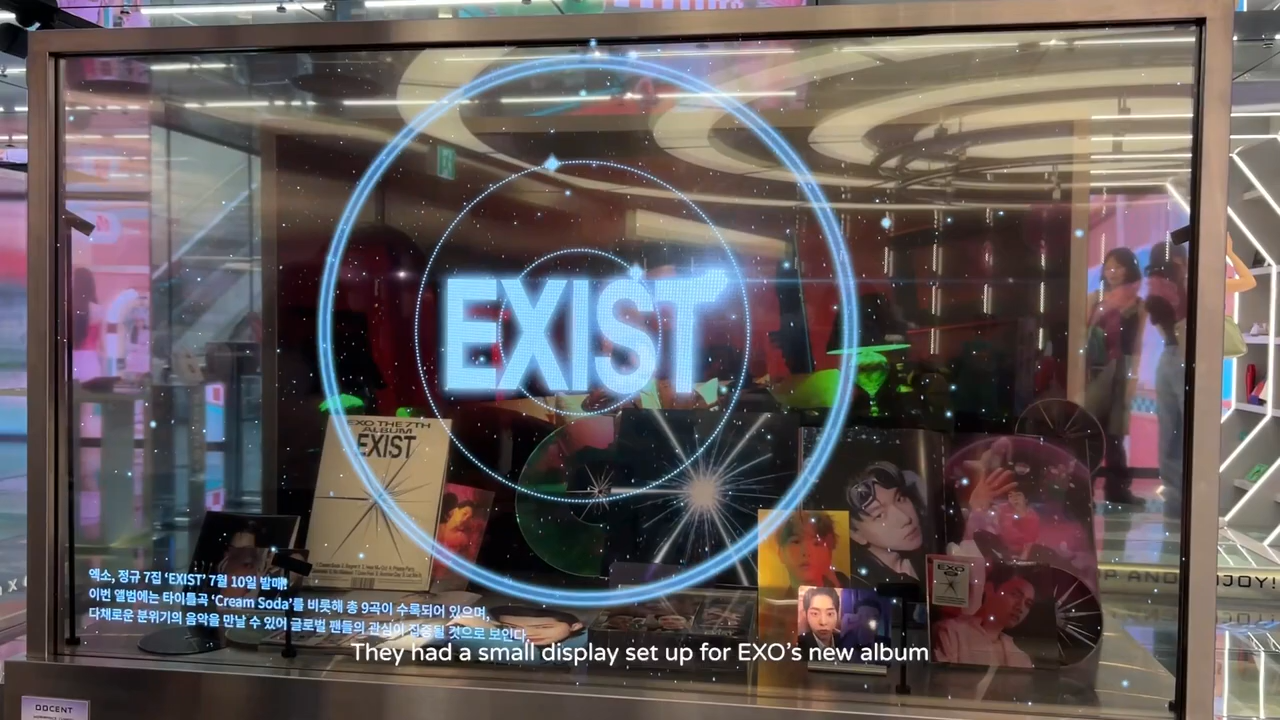 EXIST
EXO THE 7TH
ALBUM
EXIST
EXO
엑소, 정규 7집 ‘EXIST’ 7월 10일 발매!
이번 앨범에는 타이틀곡 ‘Cream Soda’를 비롯해 총 9곡이 수록되어 있으며,
다채로운 분위기의 음악을 만날 수 있어 글로벌 팬들의 관심이 집중될 것으로 보인다.
They had a small display set up for EXO's new album
DOCENT